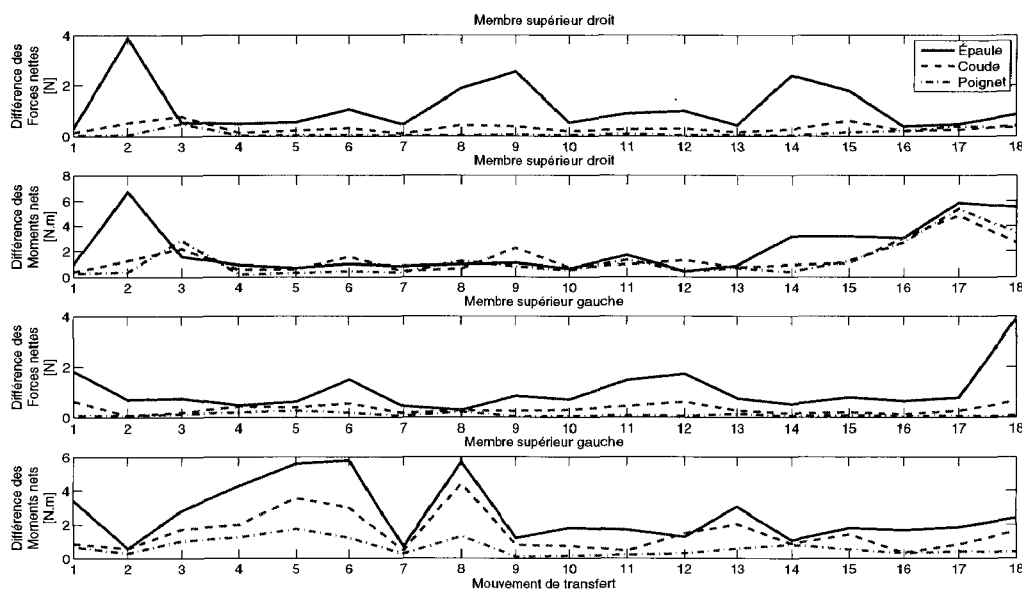 Membre supérieur droit
Différence des
Forces nettes
[N]
4
2
0
Épaule
Coude
Poignet
1 2 3 4 5 6 7 8 9 10 11 12 13 14 15 16 17 18
Membre supérieur droit
Différence des
Moments nets
[N.m]
8
6
4
2
0
1 2 3 4 5 6 7 8 9 10 11 12 13 14 15 16 17 18
Membre supérieur gauche
Différence des
Forces nettes
[N]
4
2
0
1 2 3 4 5 6 7 8 9 10 11 12 13 14 15 16 17 18
Membre supérieur gauche
Différence des
Moments nets
[N.m]
6
4
2
0
1 2 3 4 5 6 7 8 9 10 11 12 13 14 15 16 17 18
Mouvement de transfert